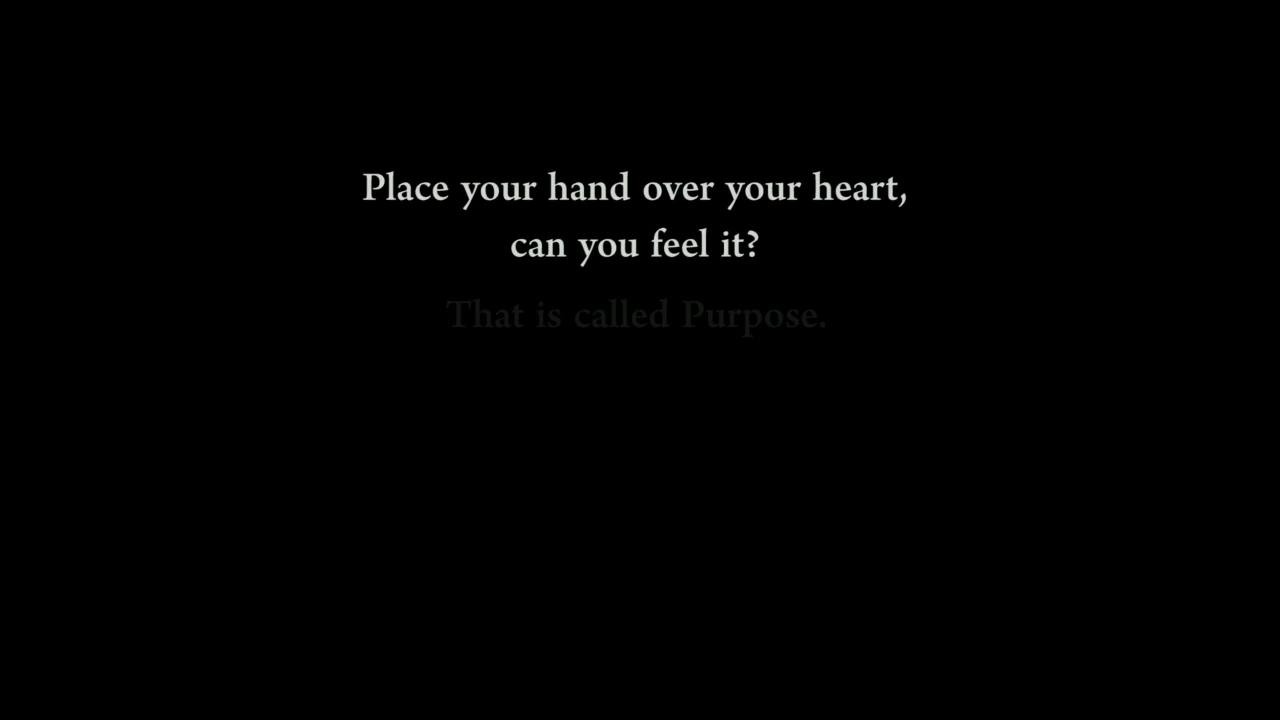 Place your hand over your heart,
can you feel it?
That is called Purpose.